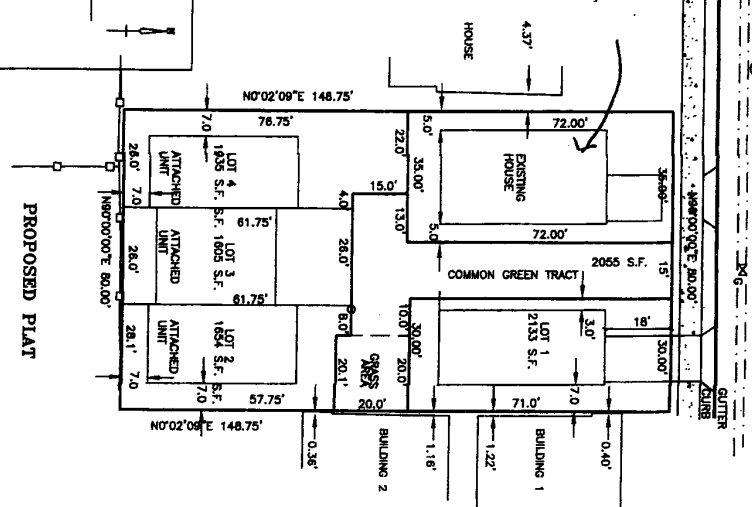 HOUSE
4.37'
N0°02'09"E 148.75'
76.75'
7.0
5.0'
72.00'
22.0'
35.00'
EXISTING
HOUSE
35.00'
N90°00'00"E 80.00'
26.0'
7.0
ATTACHED
UNIT
LOT 4
1935 S.F.
4.0'
15.0'
13.0'
5.0'
72.00'
61.75'
N90°00'00"E 80.00'
26.0'
ATTACHED
UNIT
LOT 3
1605 S.F.
26.0'
COMMON GREEN TRACT
2055 S.F.
15'
61.75'
28.1'
7.0
ATTACHED
UNIT
LOT 2
1654 S.F.
S.F.
7.0
57.75'
8.0'
20.1'
GRASS
AREA
20.0'
10.0'
30.00'
20.0'
LOT 1
2133 S.F.
3.0'
18'
30.00'
7.0
71.0'
GUTTER
CURB
G
N0°02'09"E 148.75'
0.36'
BUILDING 2
1.16'
1.22'
BUILDING 1
0.40'
PROPOSED PLAT